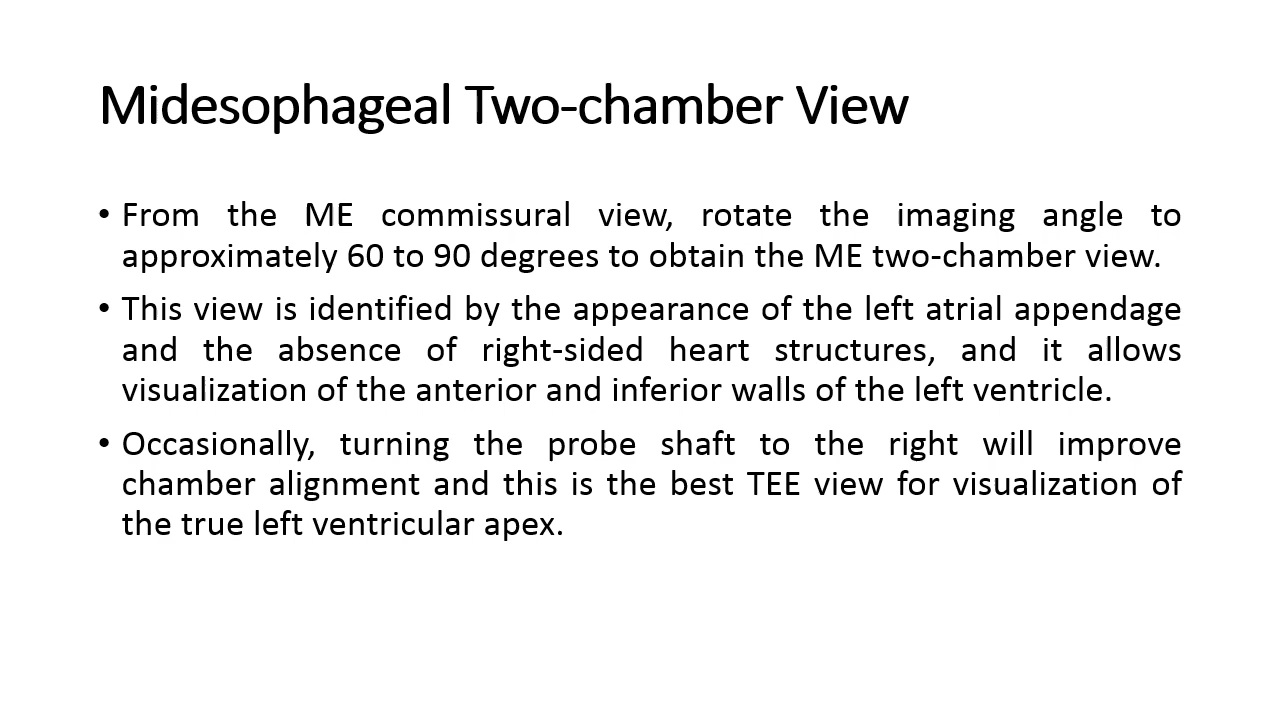 Midesophageal Two-chamber View
• From the ME commissural view, rotate the imaging angle to
approximately 60 to 90 degrees to obtain the ME two-chamber view.
• This view is identified by the appearance of the left atrial appendage
and the absence of right-sided heart structures, and it allows
visualization of the anterior and inferior walls of the left ventricle.
• Occasionally, turning the probe shaft to the right will improve
chamber alignment and this is the best TEE view for visualization of
the true left ventricular apex.